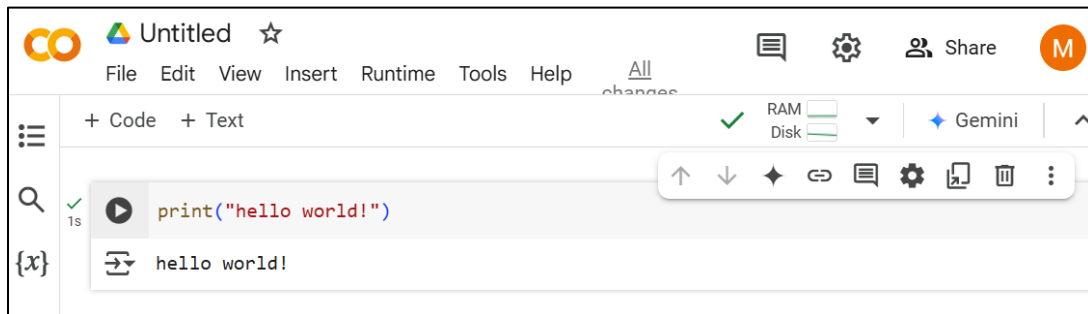 Untitled
File Edit View Insert Runtime Tools Help All changes
Share
M
+ Code + Text
RAM
Disk
Gemini
1s
print("hello world!")
{x}
hello world!